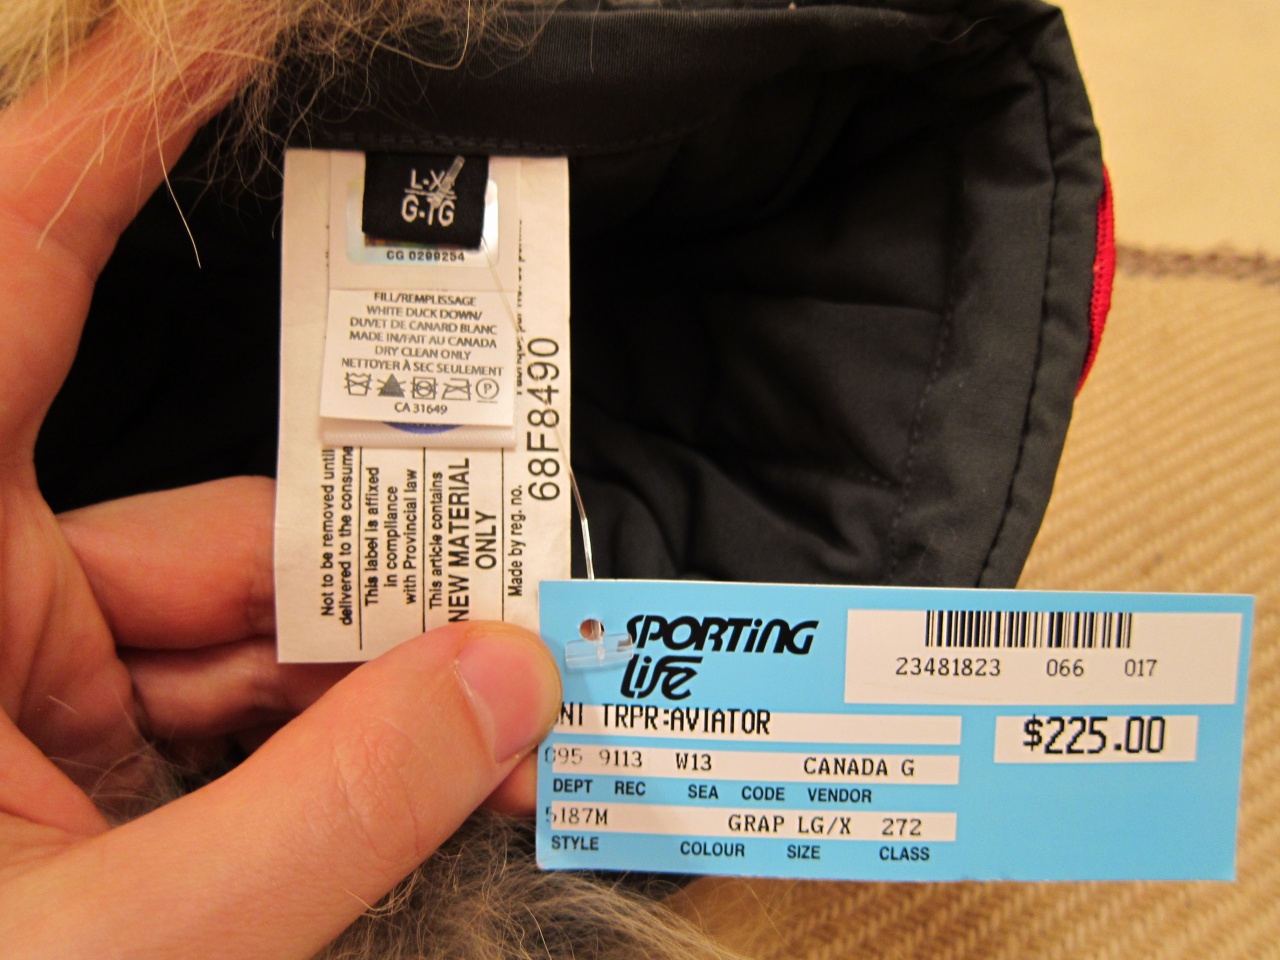 L-X
G-TG
CG 0299254
FILL/REMPLISSAGE
WHITE DUCK DOWN/
DUVET DE CANARD BLANC
MADE IN/FAIT AU CANADA
DRY CLEAN ONLY
NETTOYER À SEC SEULEMENT
P
CA 31649
Not to be removed until
delivered to the consume
This label is affixed
in compliance
with Provincial law
This article contains
NEW MATERIAL
ONLY
Made by reg. no.
68F8490
SPORTING
LIFE
23481823 066 017
$225.00
UNI TRPR:AVIATOR
095 9113 W13 CANADA G
DEPT REC SEA CODE VENDOR
5187M GRAP LG/X 272
STYLE COLOUR SIZE CLASS